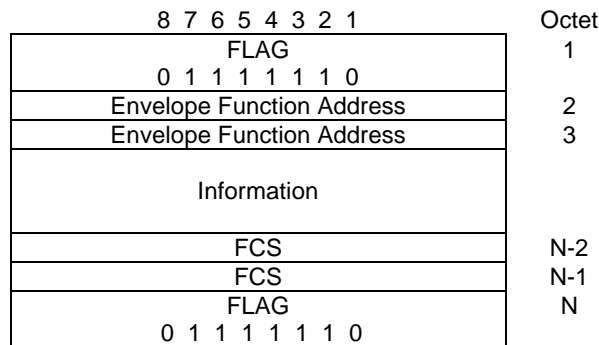 8 7 6 5 4 3 2 1 Octet
FLAG 1
0 1 1 1 1 1 1 0
Envelope Function Address 2
Envelope Function Address 3
Information
FCS N-2
FCS N-1
FLAG N
0 1 1 1 1 1 1 0